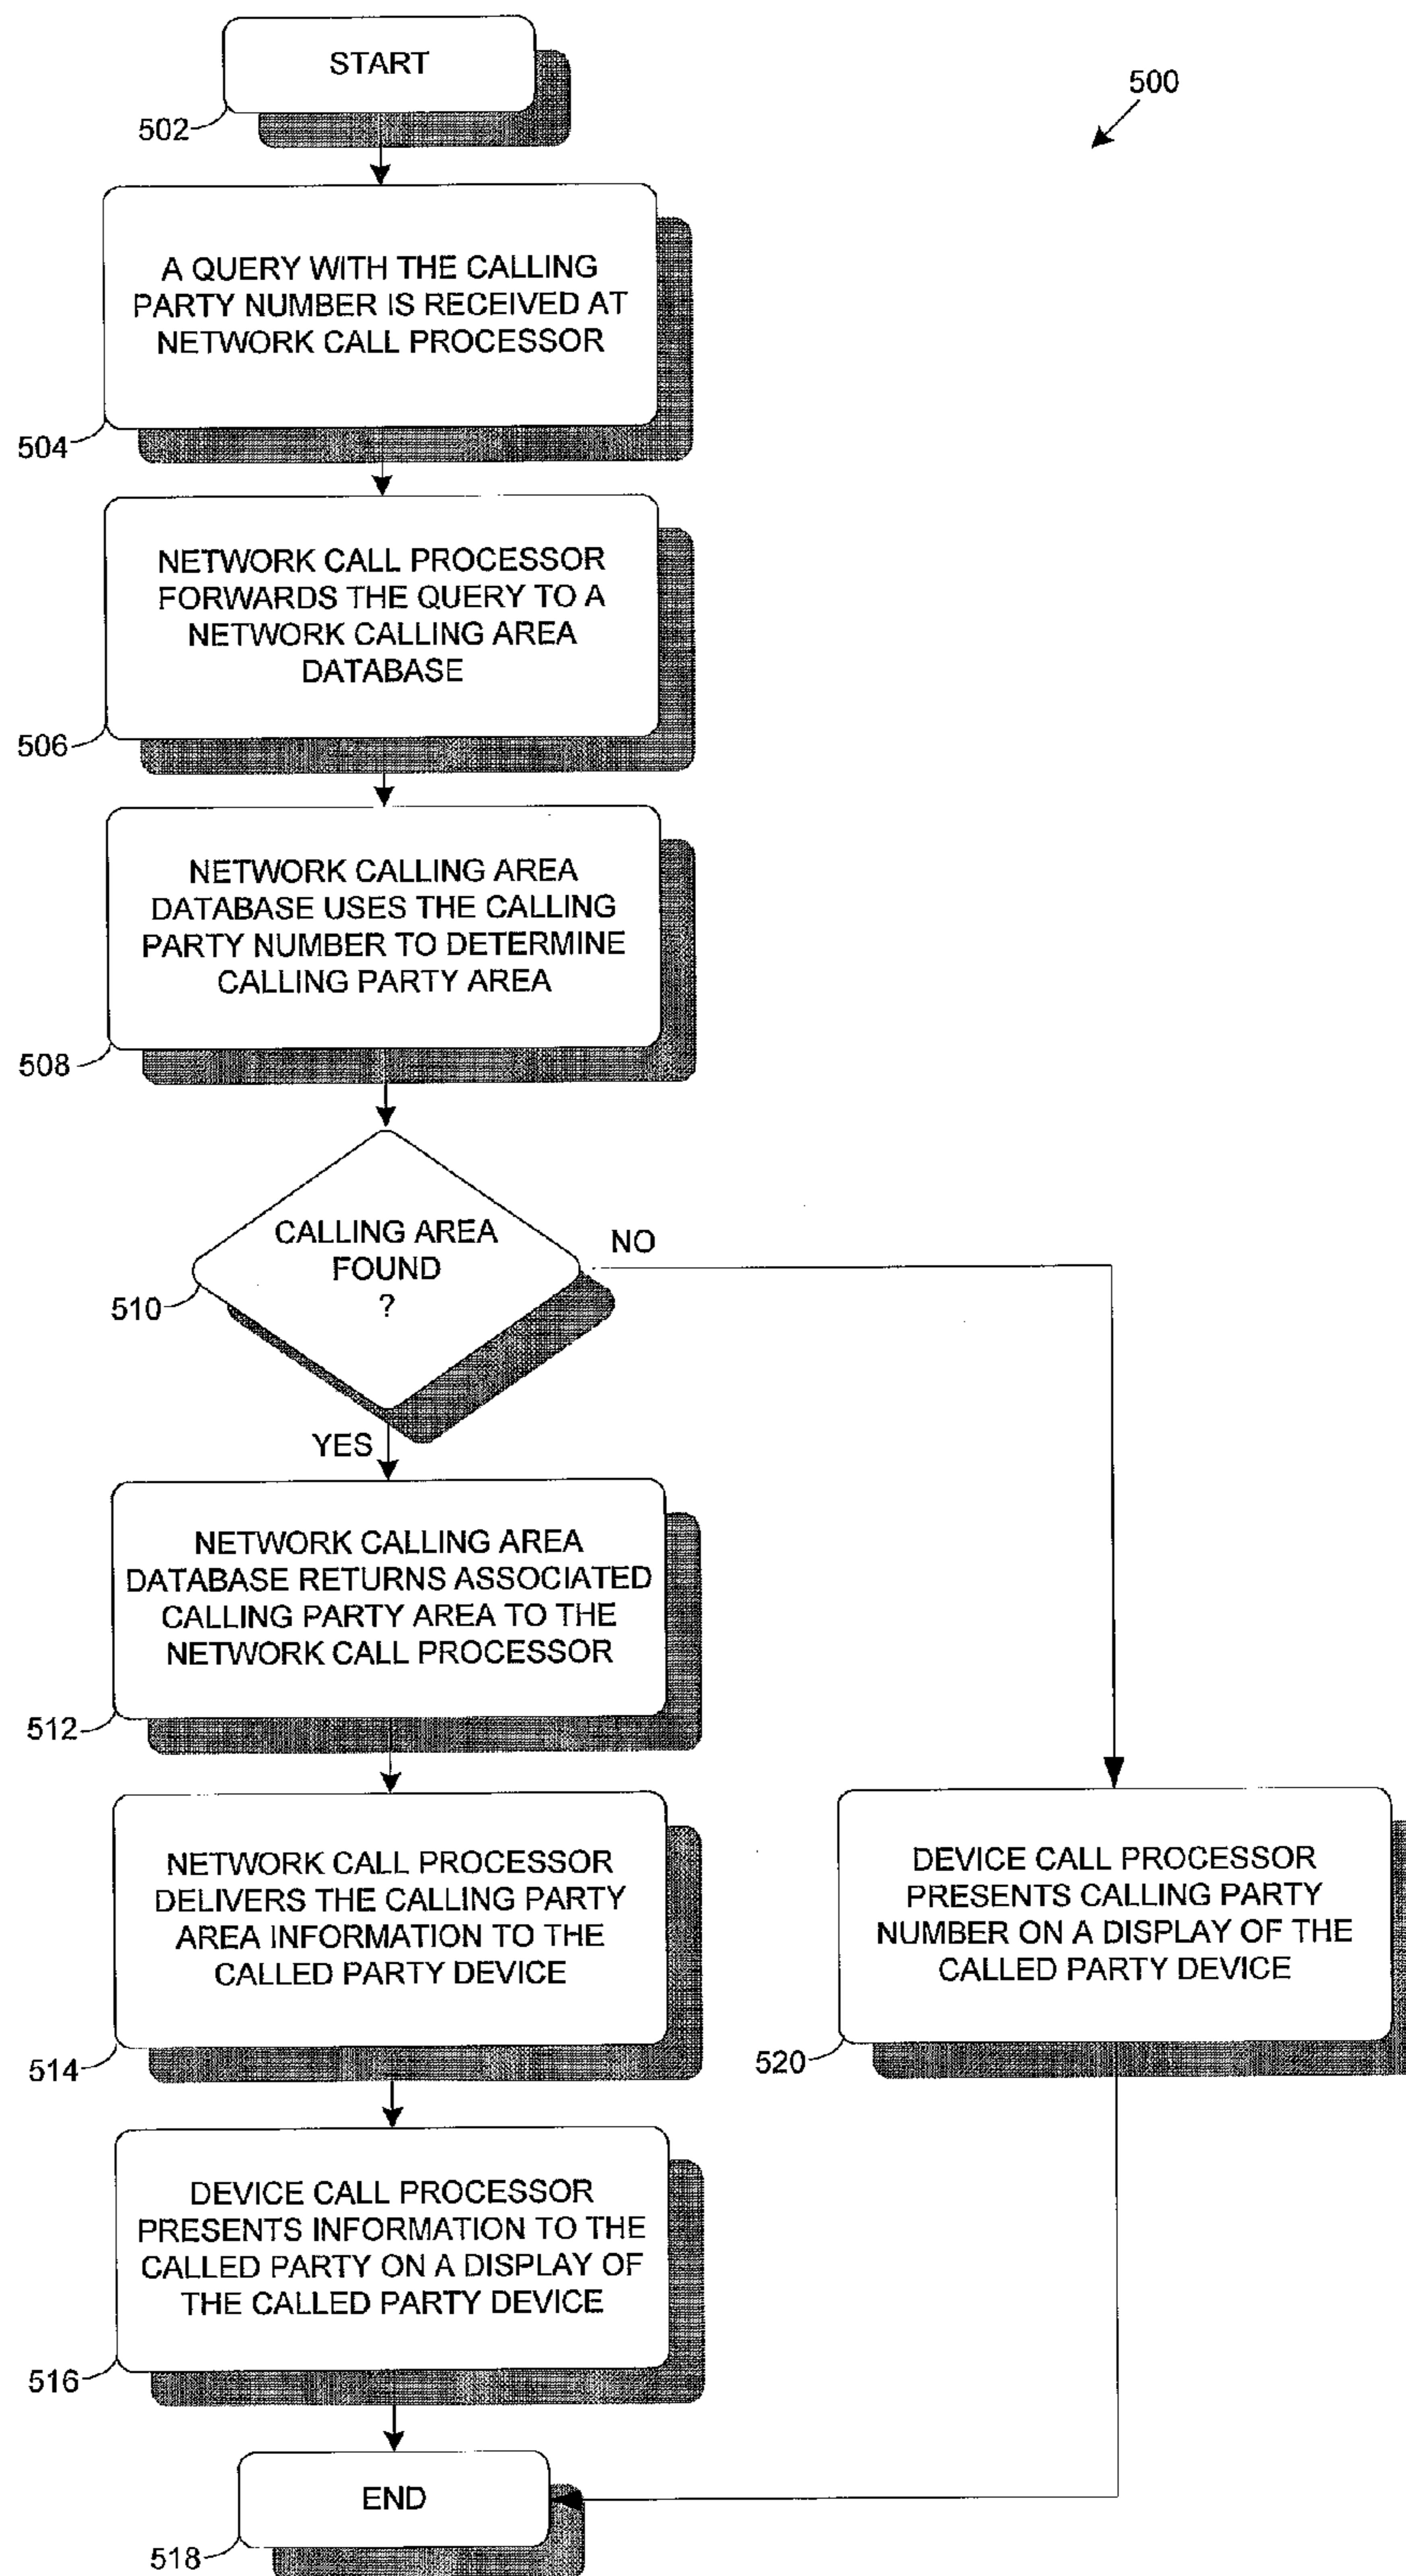 START
500
502
A QUERY WITH THE CALLING
PARTY NUMBER IS RECEIVED AT
NETWORK CALL PROCESSOR
504
NETWORK CALL PROCESSOR
FORWARDS THE QUERY TO A
NETWORK CALLING AREA
DATABASE
506
NETWORK CALLING AREA
DATABASE USES THE CALLING
PARTY NUMBER TO DETERMINE
CALLING PARTY AREA
508
CALLING AREA
FOUND
?
NO
510
YES
NETWORK CALLING AREA
DATABASE RETURNS ASSOCIATED
CALLING PARTY AREA TO THE
NETWORK CALL PROCESSOR
512
NETWORK CALL PROCESSOR
DELIVERS THE CALLING PARTY
AREA INFORMATION TO THE
CALLED PARTY DEVICE
514
DEVICE CALL PROCESSOR
PRESENTS CALLING PARTY
NUMBER ON A DISPLAY OF THE
CALLED PARTY DEVICE
520
DEVICE CALL PROCESSOR
PRESENTS INFORMATION TO THE
CALLED PARTY ON A DISPLAY OF
THE CALLED PARTY DEVICE
516
END
518